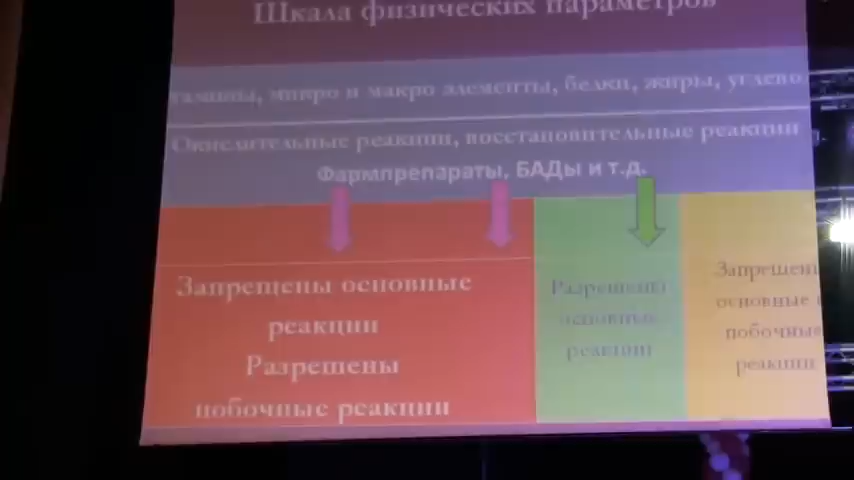 Шкала физических параметров
тамины, микро и макро элементы, белки, жиры, углево
Окислительные реакции, восстановительные реакции
Фармпрепараты, БАДы и т.д.
Запрещены основные
реакции
Разрешены
побочные реакции
Разрешены
основные
реакции
Запрещены
основные
побочные
реакции